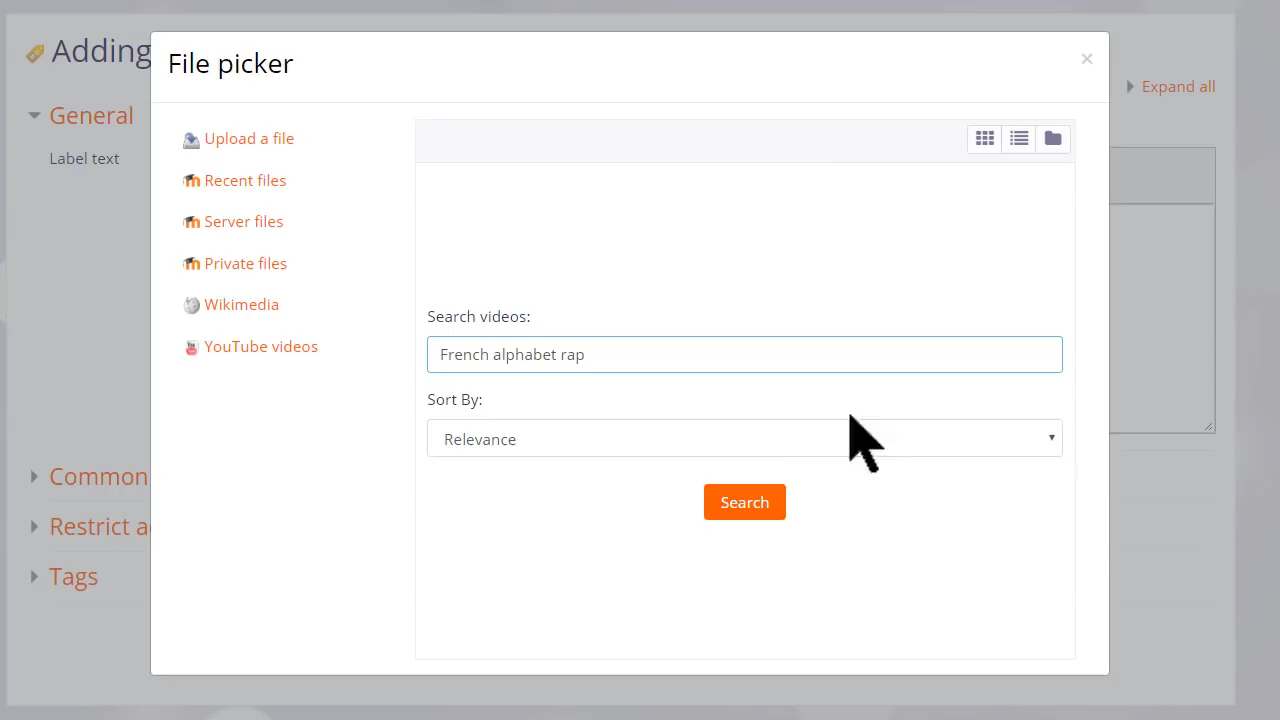 Adding
File picker
×
Expand all
General
Label text
Upload a file
Recent files
Server files
Private files
Wikimedia
YouTube videos
Search videos:
French alphabet rap
Sort By:
Relevance
Search
Common
Restrict a
Tags